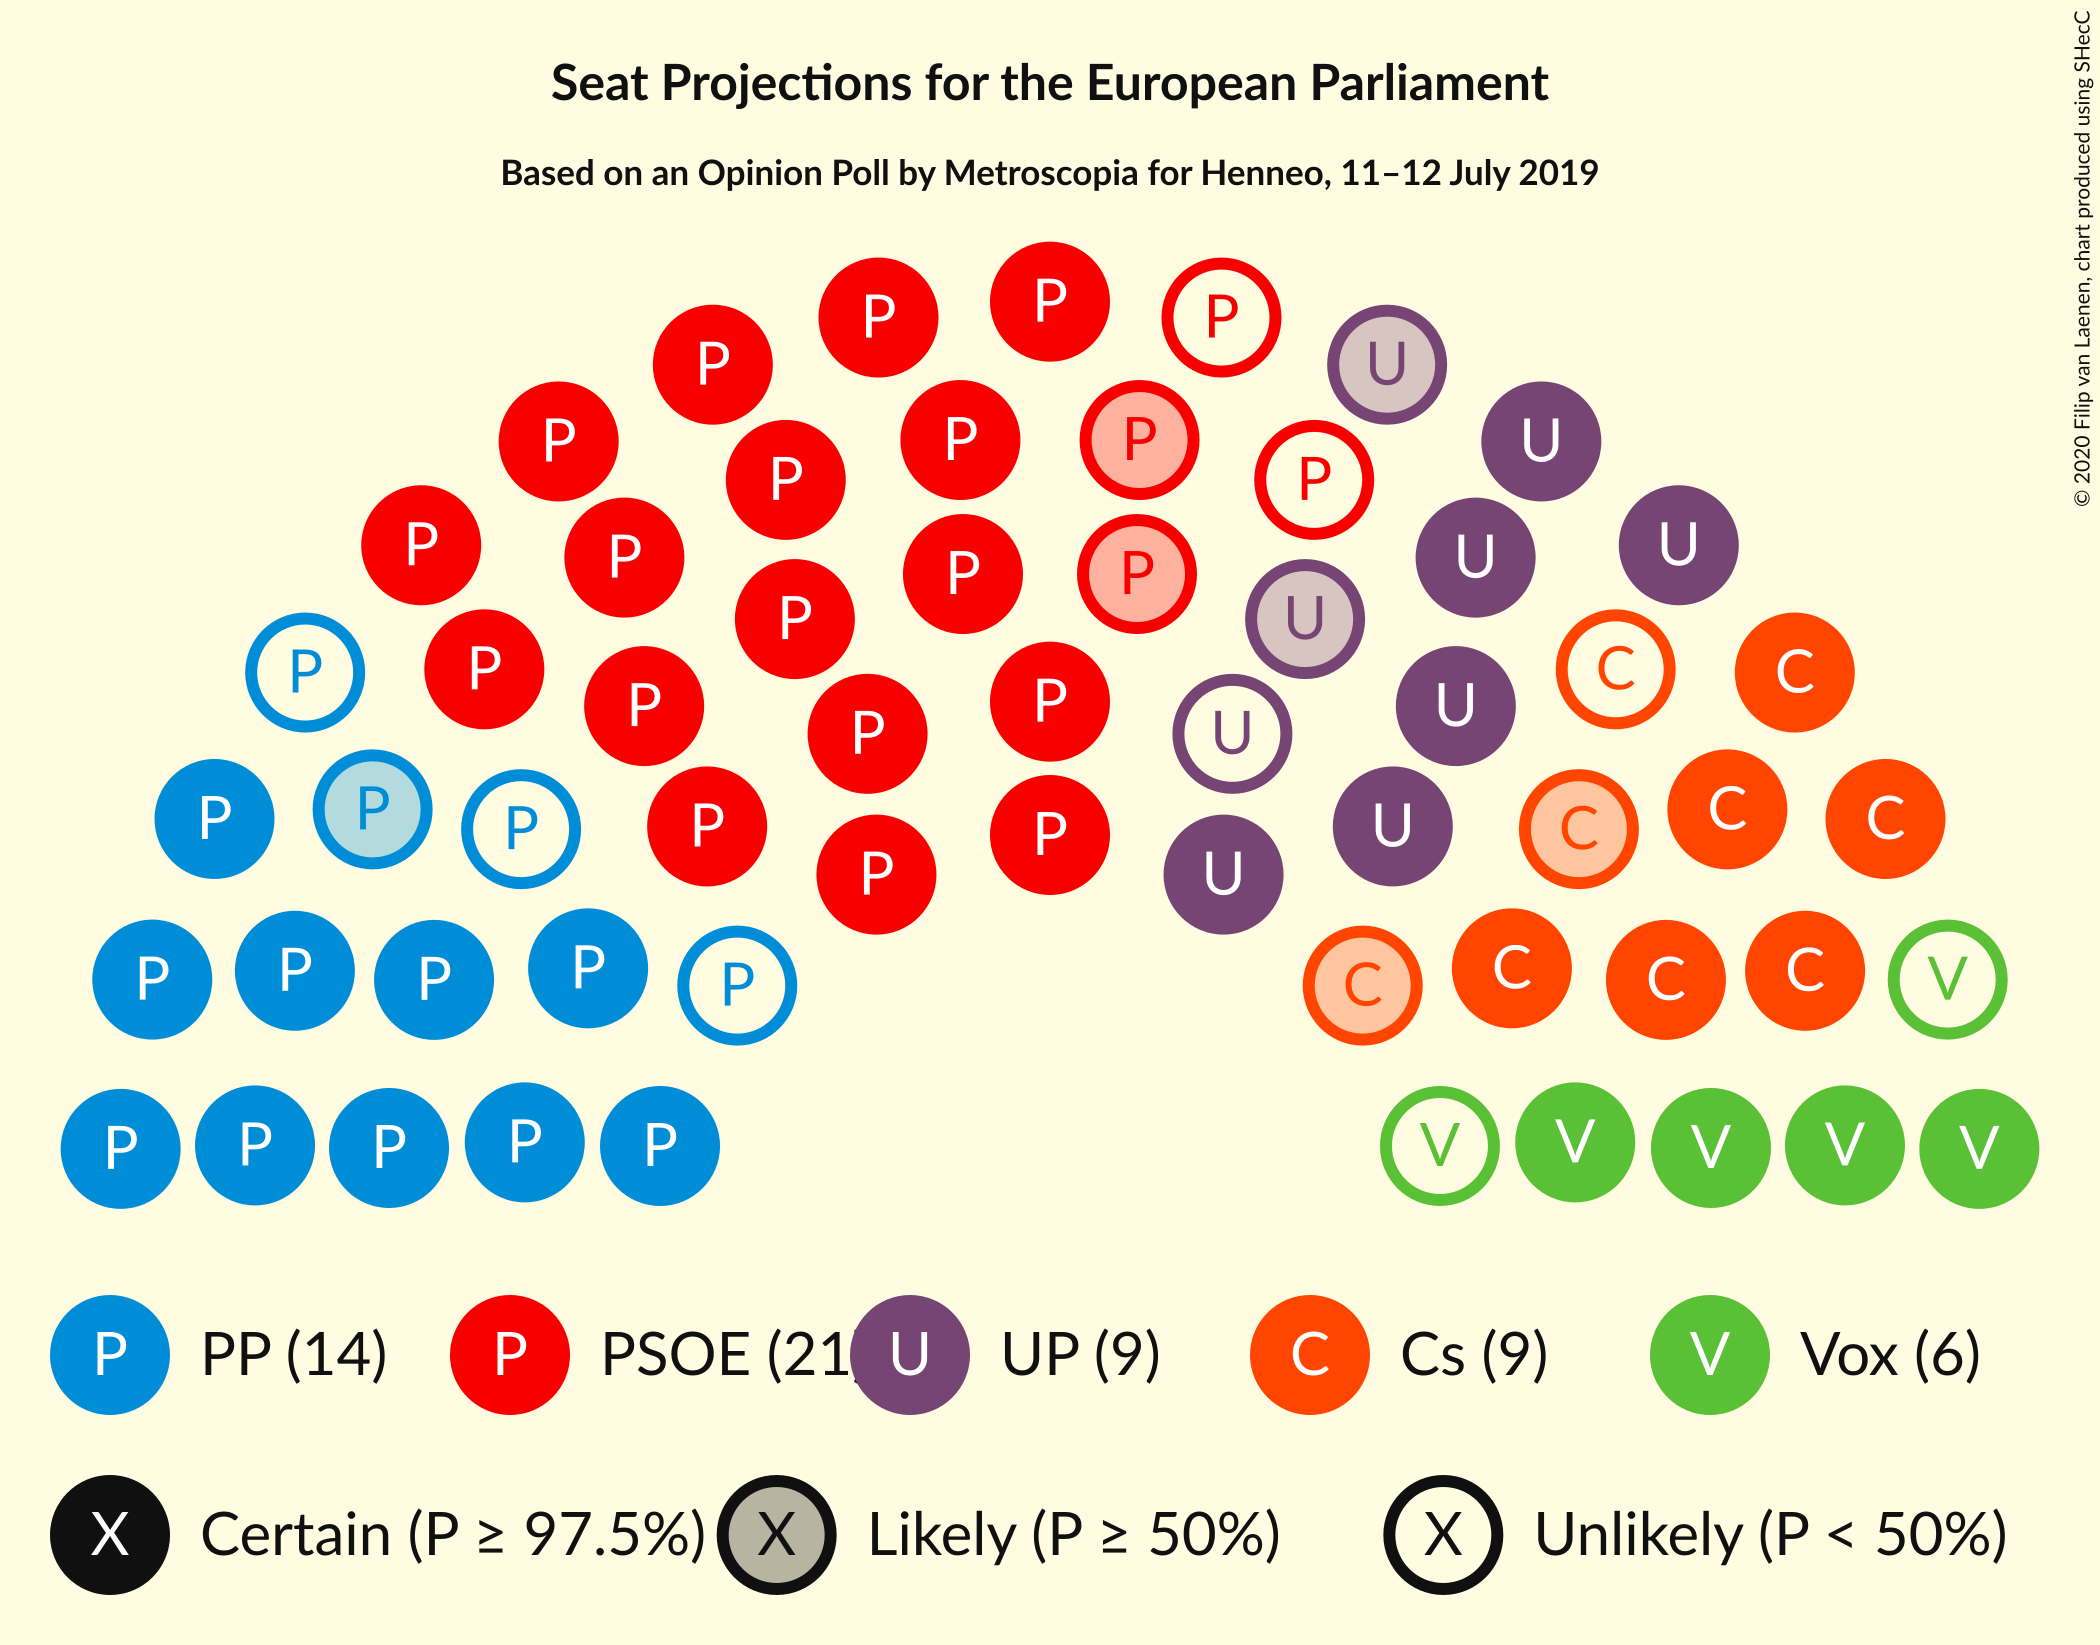 Seat Projections for the European Parliament
Based on an Opinion Poll by Metroscopia for Henneo, 11–12 July 2019
© 2020 Filip van Laenen, chart produced using SHecC
P P P P U
P P P U
P P P P U U
P P P U U
P P P P U C C
P P P U
P P P P U C C C
P P P U
P P P P P C C C C V
P P P P P V V V V V
P PP (14) P PSOE (21) U UP (9) C Cs (9) V Vox (6)
X Certain (P ≥ 97.5%) X Likely (P ≥ 50%) X Unlikely (P < 50%)